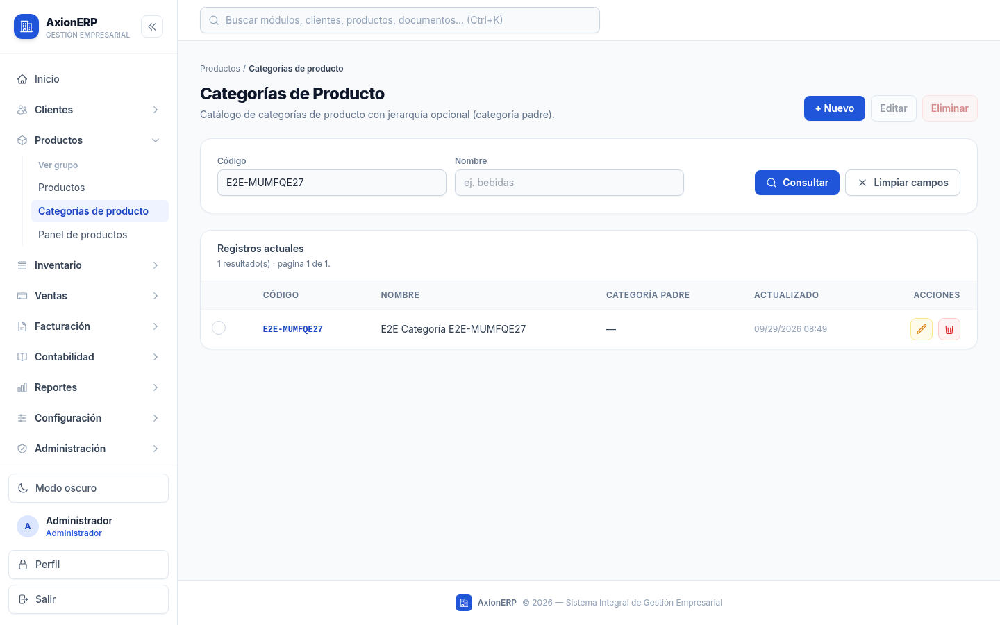 AxionERP
GESTIÓN EMPRESARIAL
Inicio
Clientes
Productos
Ver grupo
Productos
Categorías de producto
Panel de productos
Inventario
Ventas
Facturación
Contabilidad
Reportes
Configuración
Administración
Modo oscuro
A
Administrador
Administrador
Perfil
Salir
Buscar módulos, clientes, productos, documentos... (Ctrl+K)
Productos / Categorías de producto
Categorías de Producto
Catálogo de categorías de producto con jerarquía opcional (categoría padre).
+ Nuevo Editar Eliminar
Código Nombre
E2E-MUMFQE27 ej. bebidas Consultar Limpiar campos
Registros actuales
1 resultado(s) · página 1 de 1.
CÓDIGO NOMBRE CATEGORÍA PADRE ACTUALIZADO ACCIONES
E2E-MUMFQE27 E2E Categoría E2E-MUMFQE27 — 09/29/2026 08:49
AxionERP © 2026 — Sistema Integral de Gestión Empresarial